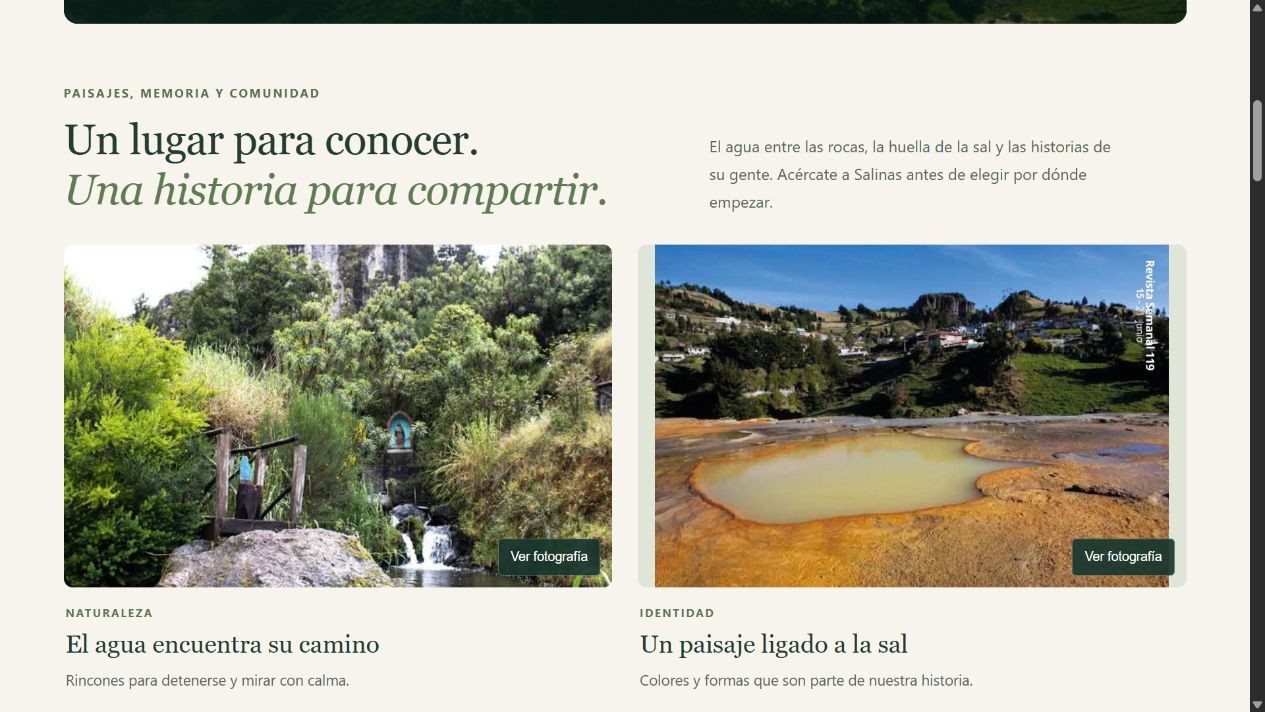 PAISAJES, MEMORIA Y COMUNIDAD
Un lugar para conocer.
Una historia para compartir.
El agua entre las rocas, la huella de la sal y las historias de
su gente. Acércate a Salinas antes de elegir por dónde
empezar.
Revista Semanal 119
15 - 21 junio
Ver fotografía
Ver fotografía
NATURALEZA
El agua encuentra su camino
Rincones para detenerse y mirar con calma.
IDENTIDAD
Un paisaje ligado a la sal
Colores y formas que son parte de nuestra historia.